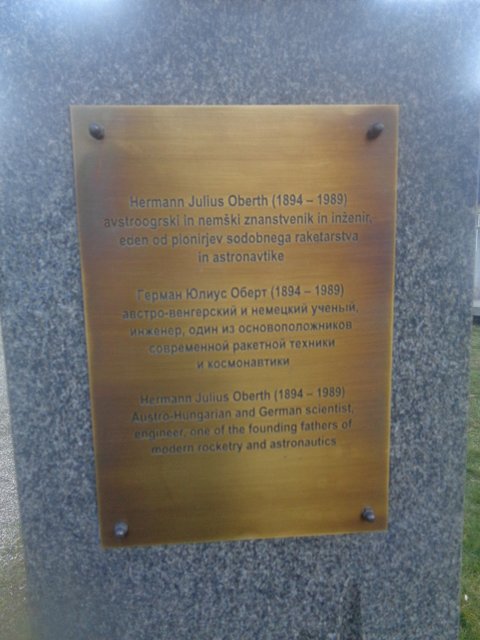 Hermann Julius Oberth (1894 – 1989)
avstroogrski in nemški znanstvenik in inženir,
eden od pionirjev sodobnega raketarstva
in astronavtike
Герман Юлиус Оберт (1894 – 1989)
австро-венгерский и немецкий ученый,
инженер, один из основоположников
современной ракетной техники
и космонавтики
Hermann Julius Oberth (1894 – 1989)
Austro-Hungarian and German scientist,
engineer, one of the founding fathers of
modern rocketry and astronautics